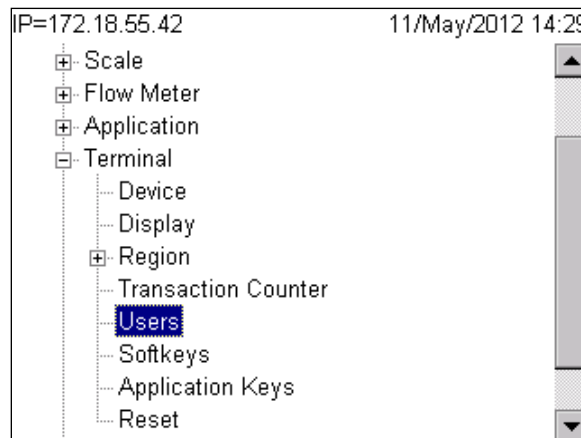 IP=172.18.55.42 11/May/2012 14:29
Scale
Flow Meter
Application
Terminal
Device
Display
Region
Transaction Counter
Users
Softkeys
Application Keys
Reset